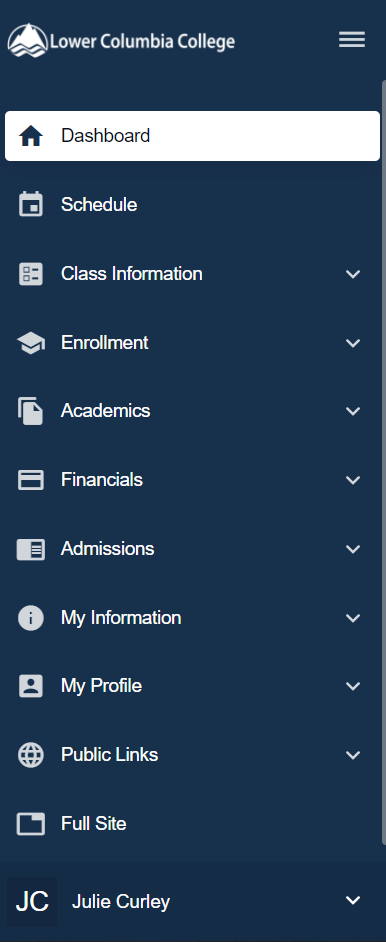 Lower Columbia College
Dashboard
Schedule
Class Information
Enrollment
Academics
Financials
Admissions
My Information
My Profile
Public Links
Full Site
JC Julie Curley